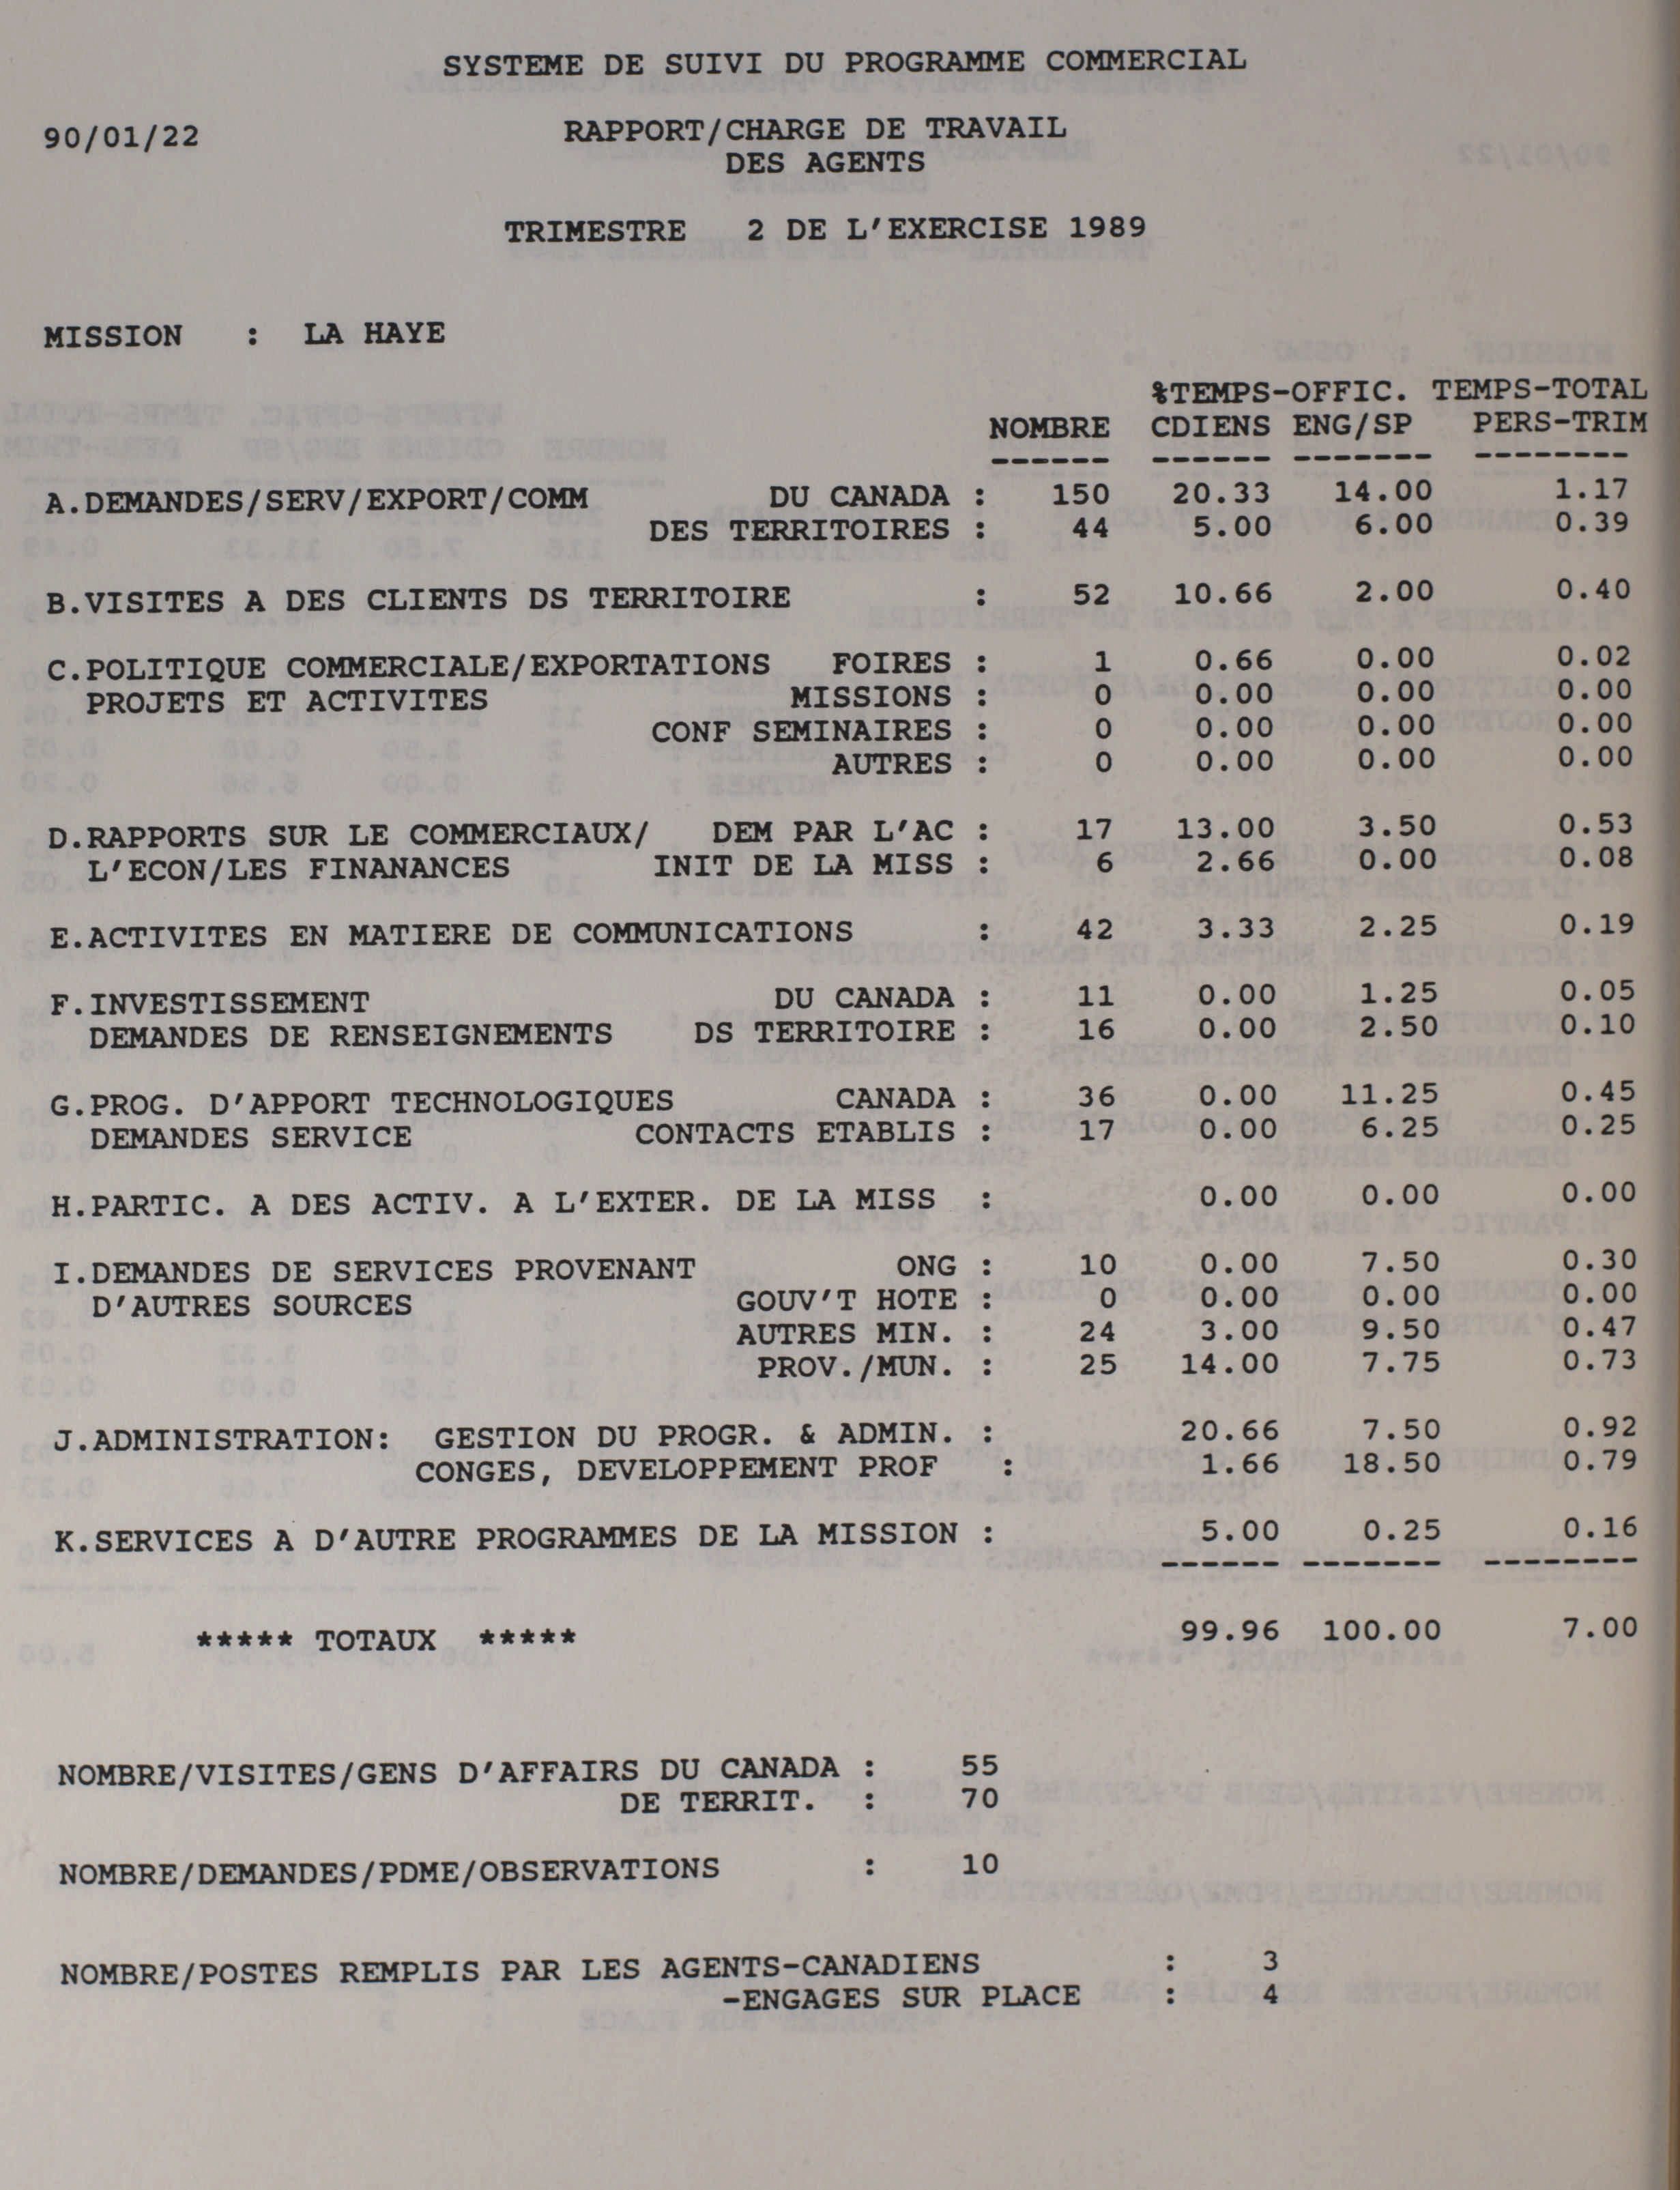 SYSTEME DE SUIVI DU PROGRAMME COMMERCIAL
90/01/22 RAPPORT/CHARGE DE TRAVAIL
DES AGENTS
TRIMESTRE 2 DE L'EXERCISE 1989
MISSION : LA HAYE
%TEMPS-OFFIC. TEMPS-TOTAL
NOMBRE CDIENS ENG/SP PERS-TRIM
------ ------ ------- --------
A.DEMANDES/SERV/EXPORT/COMM DU CANADA : 150 20.33 14.00 1.17
DES TERRITOIRES : 44 5.00 6.00 0.39
B.VISITES A DES CLIENTS DS TERRITOIRE : 52 10.66 2.00 0.40
C.POLITIQUE COMMERCIALE/EXPORTATIONS FOIRES : 1 0.66 0.00 0.02
PROJETS ET ACTIVITES MISSIONS : 0 0.00 0.00 0.00
CONF SEMINAIRES : 0 0.00 0.00 0.00
AUTRES : 0 0.00 0.00 0.00
D.RAPPORTS SUR LE COMMERCIAUX/ DEM PAR L'AC : 17 13.00 3.50 0.53
L'ECON/LES FINANANCES INIT DE LA MISS : 6 2.66 0.00 0.08
E.ACTIVITES EN MATIERE DE COMMUNICATIONS : 42 3.33 2.25 0.19
F.INVESTISSEMENT DU CANADA : 11 0.00 1.25 0.05
DEMANDES DE RENSEIGNEMENTS DS TERRITOIRE : 16 0.00 2.50 0.10
G.PROG. D'APPORT TECHNOLOGIQUES CANADA : 36 0.00 11.25 0.45
DEMANDES SERVICE CONTACTS ETABLIS : 17 0.00 6.25 0.25
H.PARTIC. A DES ACTIV. A L'EXTER. DE LA MISS : 0.00 0.00 0.00
I.DEMANDES DE SERVICES PROVENANT ONG : 10 0.00 7.50 0.30
D'AUTRES SOURCES GOUV'T HOTE : 0 0.00 0.00 0.00
AUTRES MIN. : 24 3.00 9.50 0.47
PROV./MUN. : 25 14.00 7.75 0.73
J.ADMINISTRATION: GESTION DU PROGR. & ADMIN. : 20.66 7.50 0.92
CONGES, DEVELOPPEMENT PROF : 1.66 18.50 0.79
K.SERVICES A D'AUTRE PROGRAMMES DE LA MISSION : 5.00 0.25 0.16
------ ------- --------
***** TOTAUX ***** 99.96 100.00 7.00
NOMBRE/VISITES/GENS D'AFFAIRS DU CANADA : 55
DE TERRIT. : 70
NOMBRE/DEMANDES/PDME/OBSERVATIONS : 10
NOMBRE/POSTES REMPLIS PAR LES AGENTS-CANADIENS : 3
-ENGAGES SUR PLACE : 4